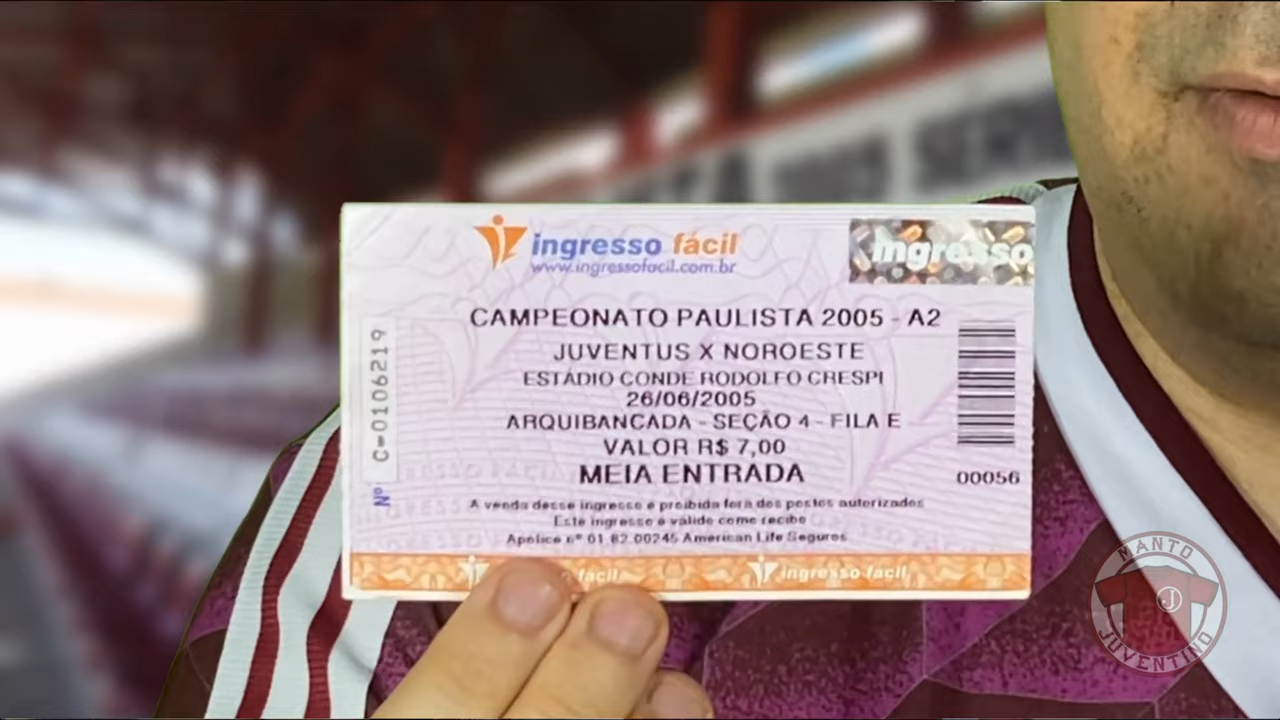 ingresso fácil
www.ingressofacil.com.br
ingresso
CAMPEONATO PAULISTA 2005 - A2
JUVENTUS X NOROESTE
ESTÁDIO CONDE RODOLFO CRESPI
26/06/2005
ARQUIBANCADA - SEÇÃO 4 - FILA E
VALOR R$ 7,00
MEIA ENTRADA
A venda desse ingresso é proibida fora dos postos autorizados
Este ingresso é válido como recibo
Apólice nº 01.82.00245 American Life Seguros
Nº C=0106219
00056
fácil
ingresso fácil
MANTO
J
JUVENTINO